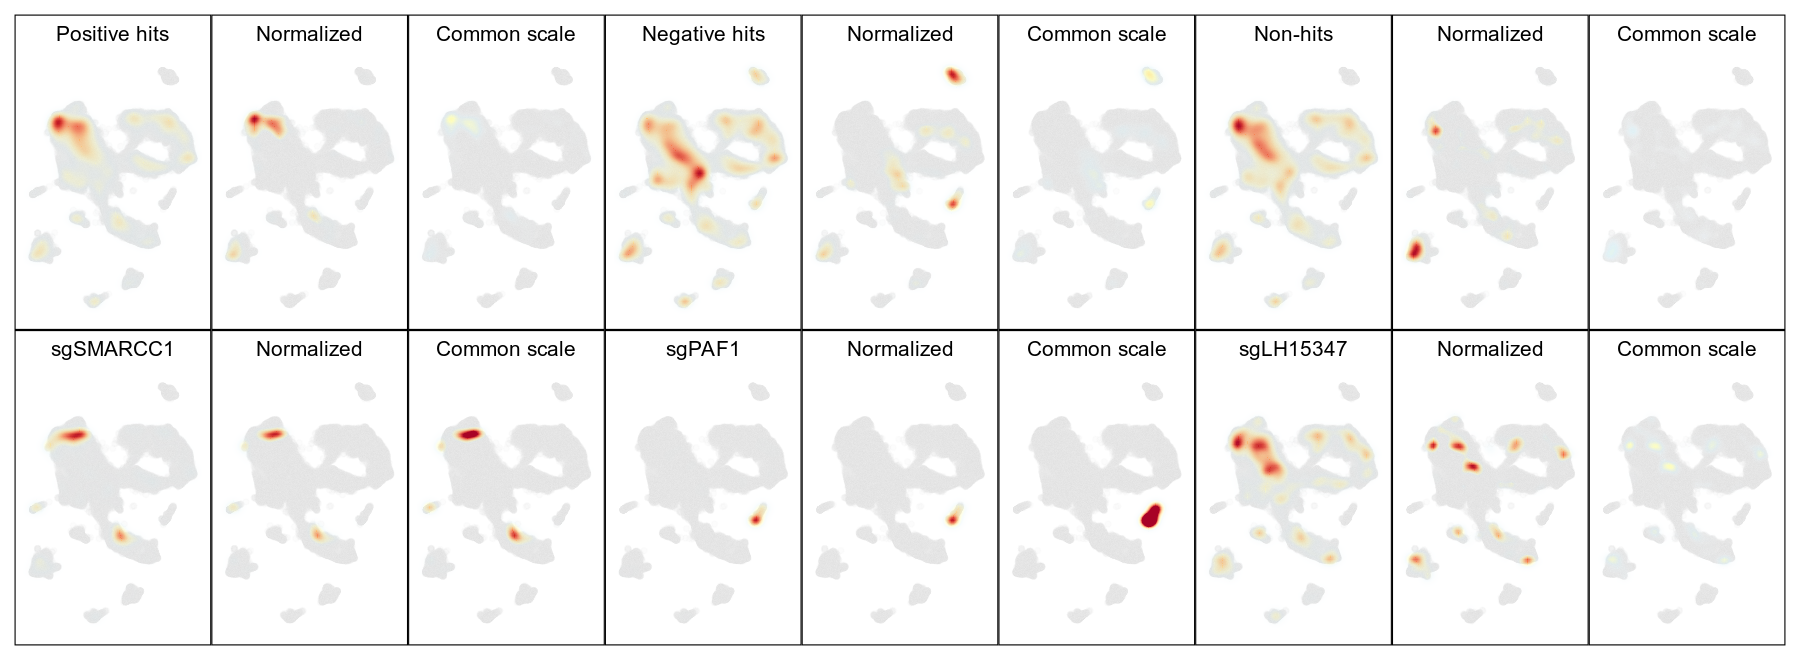 Positive hits Normalized Common scale Negative hits Normalized Common scale Non-hits Normalized Common scale
sgSMARCC1 Normalized Common scale sgPAF1 Normalized Common scale sgLH15347 Normalized Common scale